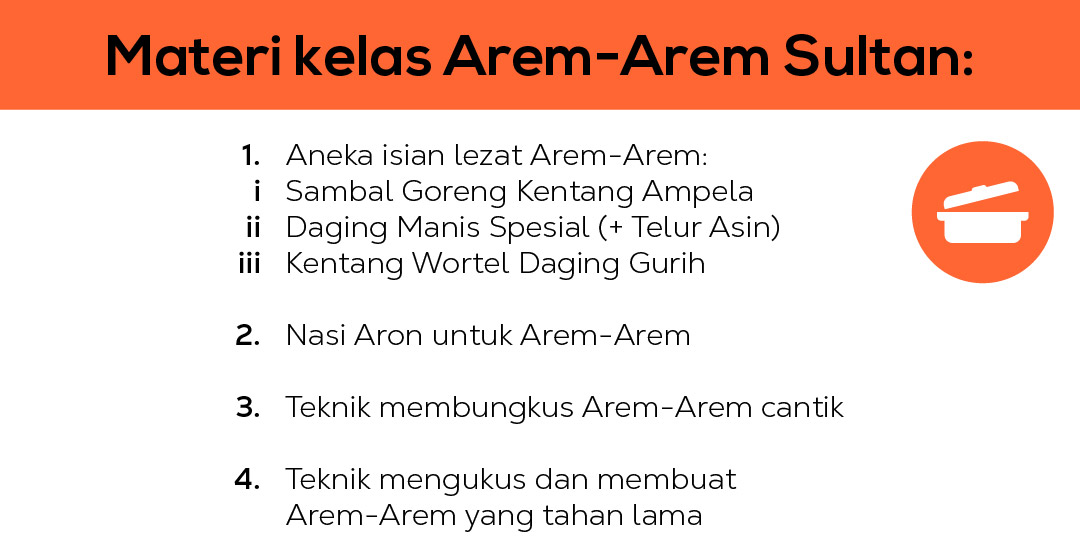 Materi kelas Arem-Arem Sultan:
1. Aneka isian lezat Arem-Arem:
i Sambal Goreng Kentang Ampela
ii Daging Manis Spesial (+ Telur Asin)
iii Kentang Wortel Daging Gurih
2. Nasi Aron untuk Arem-Arem
3. Teknik membungkus Arem-Arem cantik
4. Teknik mengukus dan membuat
Arem-Arem yang tahan lama